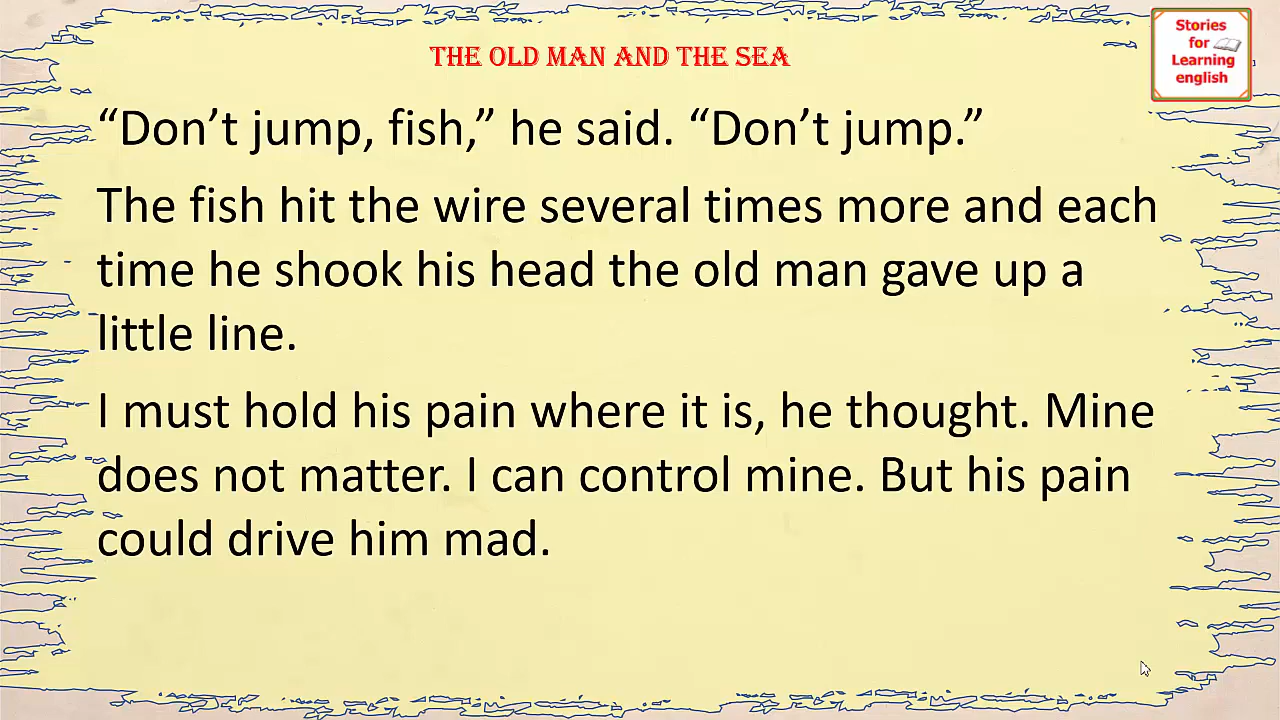 THE OLD MAN AND THE SEA
Stories
for
Learning
english
“Don’t jump, fish,” he said. “Don’t jump.”
The fish hit the wire several times more and each
time he shook his head the old man gave up a
little line.
I must hold his pain where it is, he thought. Mine
does not matter. I can control mine. But his pain
could drive him mad.